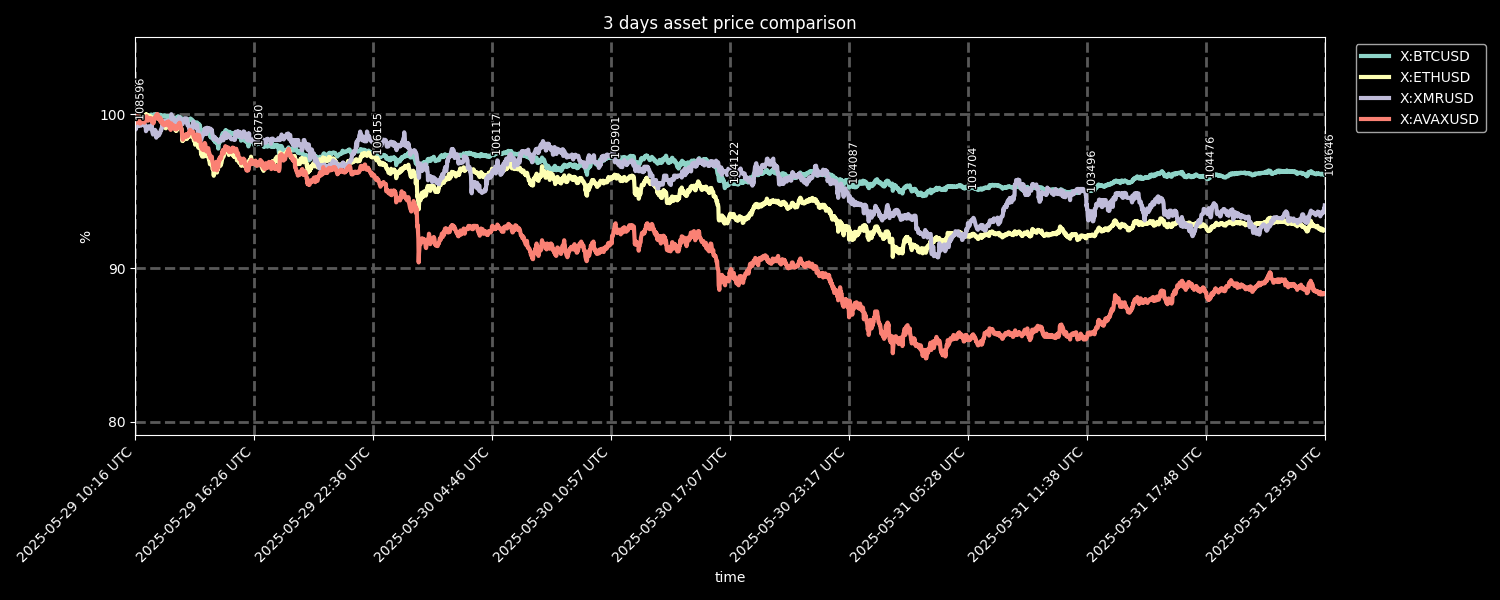 3 days asset price comparison
X:BTCUSD
X:ETHUSD
X:XMRUSD
X:AVAXUSD
100
90
80
%
108596
106750
106155
106117
105901
104122
104087
103704
103496
104476
104646
2025-05-29 10:16 UTC
2025-05-29 16:26 UTC
2025-05-29 22:36 UTC
2025-05-30 04:46 UTC
2025-05-30 10:57 UTC
2025-05-30 17:07 UTC
2025-05-30 23:17 UTC
2025-05-31 05:28 UTC
2025-05-31 11:38 UTC
2025-05-31 17:48 UTC
2025-05-31 23:59 UTC
time